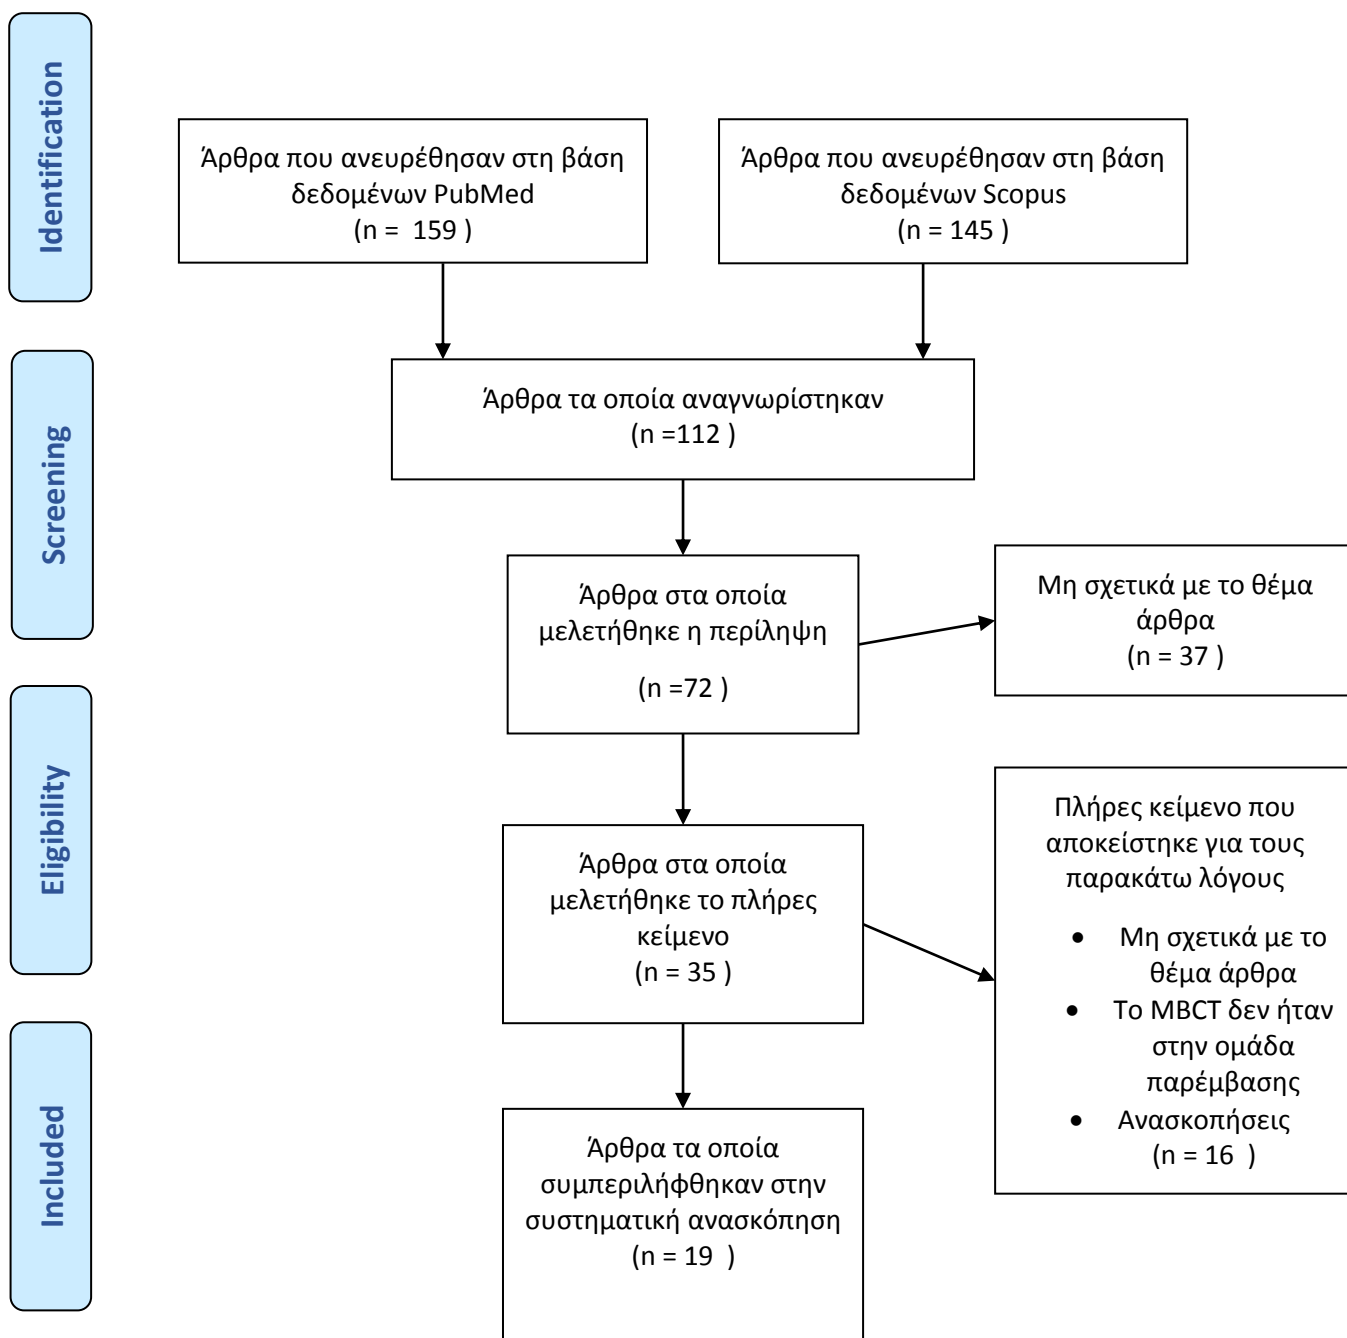 Identification
Άρθρα που ανευρέθησαν στη βάση
δεδομένων PubMed
(n =  159 )
Άρθρα που ανευρέθησαν στη βάση
δεδομένων Scopus
(n = 145 )
Screening
Άρθρα τα οποία αναγνωρίστηκαν
(n =112 )
Άρθρα στα οποία
μελετήθηκε η περίληψη
(n =72 )
Μη σχετικά με το θέμα
άρθρα
(n = 37 )
Eligibility
Άρθρα στα οποία
μελετήθηκε το πλήρες
κείμενο
(n = 35 )
Πλήρες κείμενο που
αποκείστηκε για τους
παρακάτω λόγους
• Μη σχετικά με το
θέμα άρθρα
• Το MBCT δεν ήταν
στην ομάδα
παρέμβασης
• Ανασκοπήσεις
(n = 16  )
Included
Άρθρα τα οποία
συμπεριλήφθηκαν στην
συστηματική ανασκόπηση
(n = 19  )